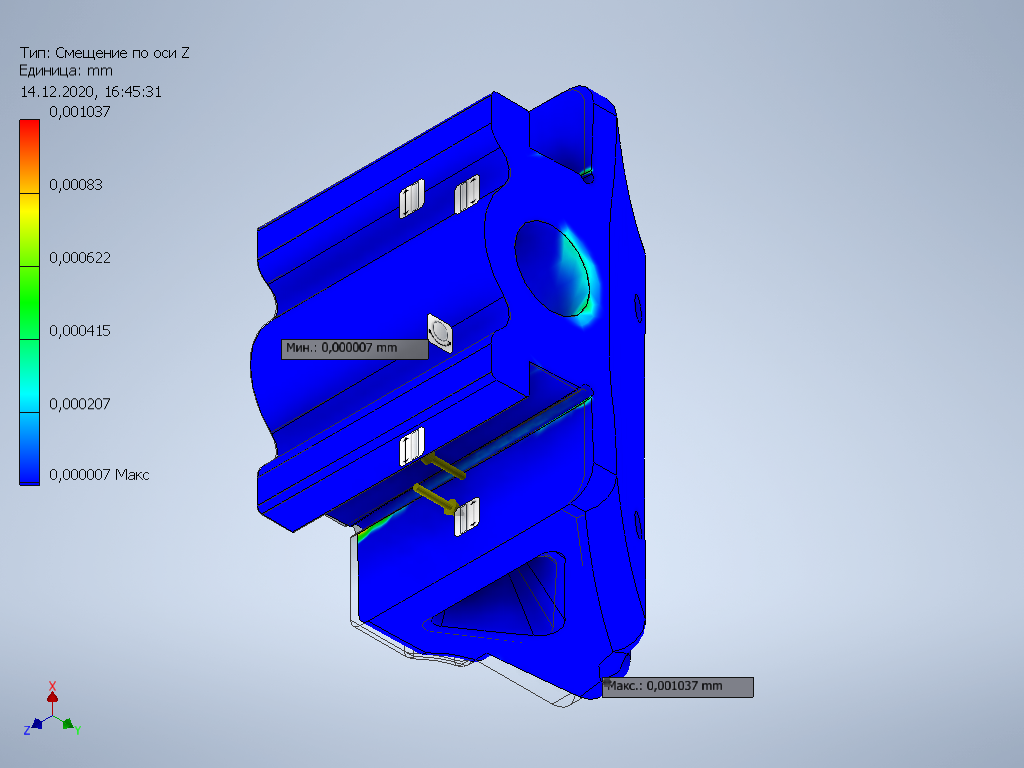 Тип: Смещение по оси Z
Единица: mm
14.12.2020, 16:45:31
0,001037
0,00083
0,000622
0,000415
0,000207
0,000007 Макс
Мин.: 0,000007 mm
Макс.: 0,001037 mm
X
Z
Y